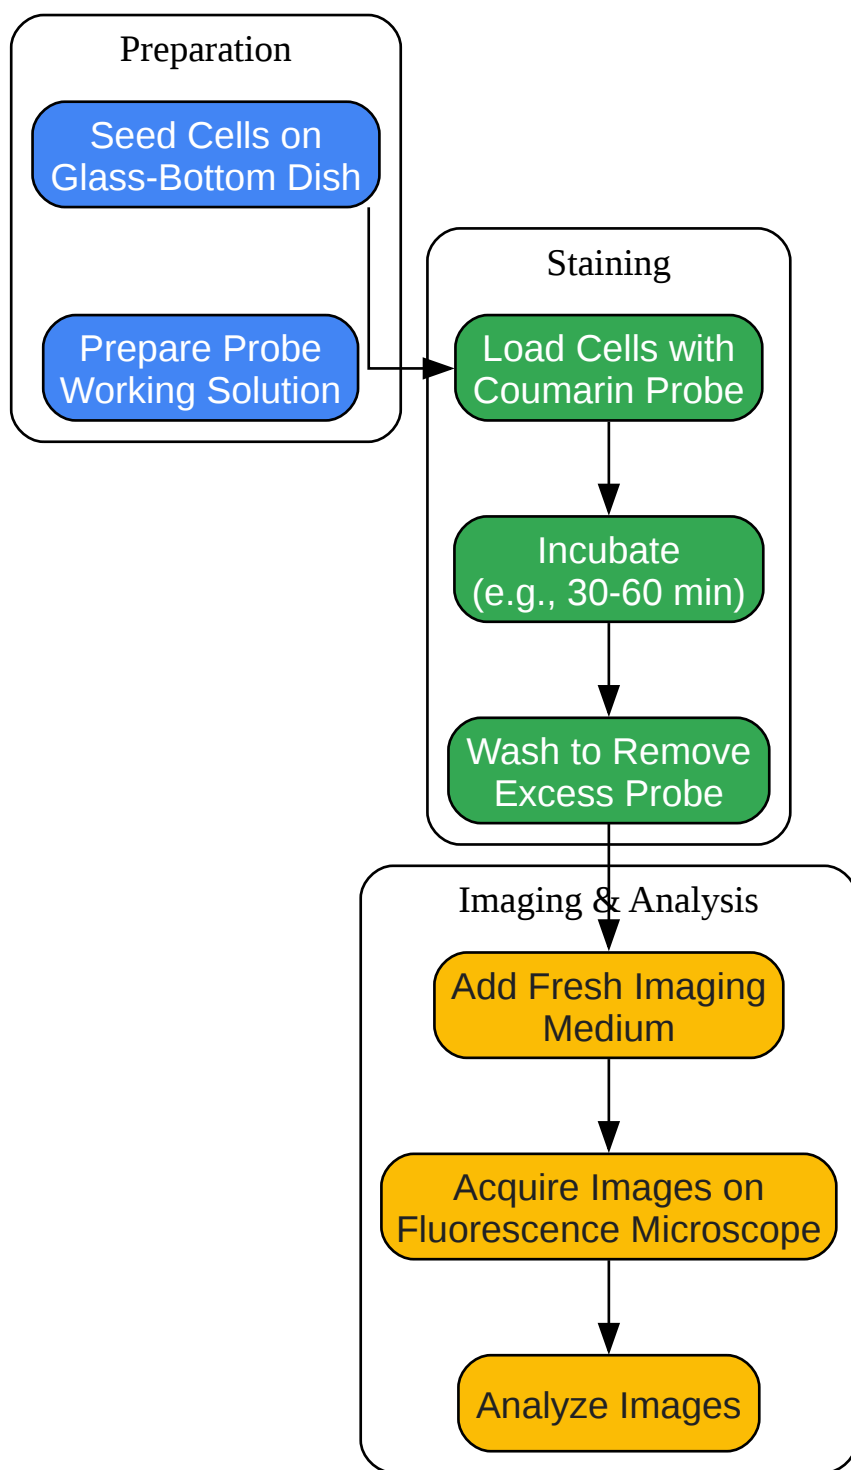 Preparation
Seed Cells on
Glass-Bottom Dish
Prepare Probe
Working Solution
Staining
Load Cells with
Coumarin Probe
Incubate
(e.g., 30-60 min)
Wash to Remove
Excess Probe
Imaging & Analysis
Add Fresh Imaging
Medium
Acquire Images on
Fluorescence Microscope
Analyze Images